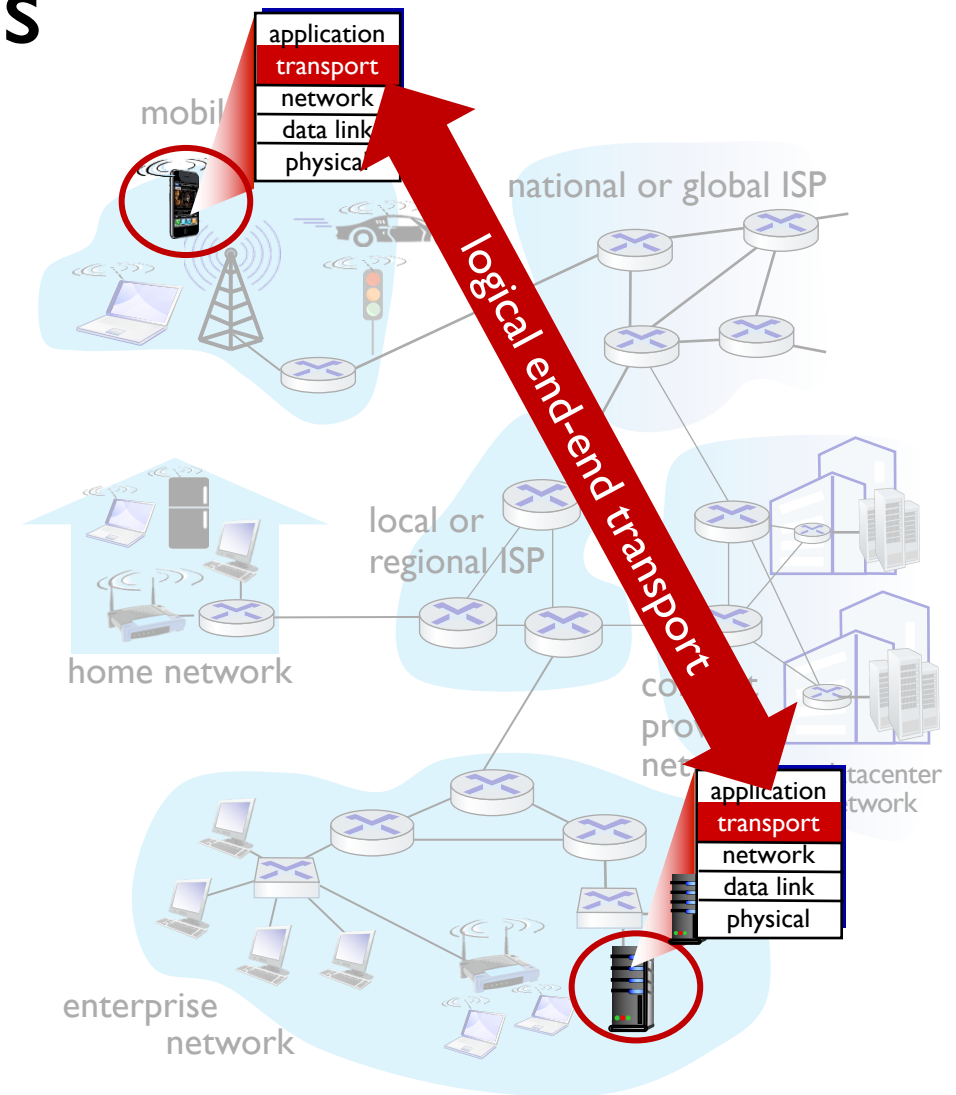 s
application
transport
network
data link
physical
mobil
national or global ISP
logical end-end transport
local or
regional ISP
home network
application
transport
network
data link
physical
enterprise
network